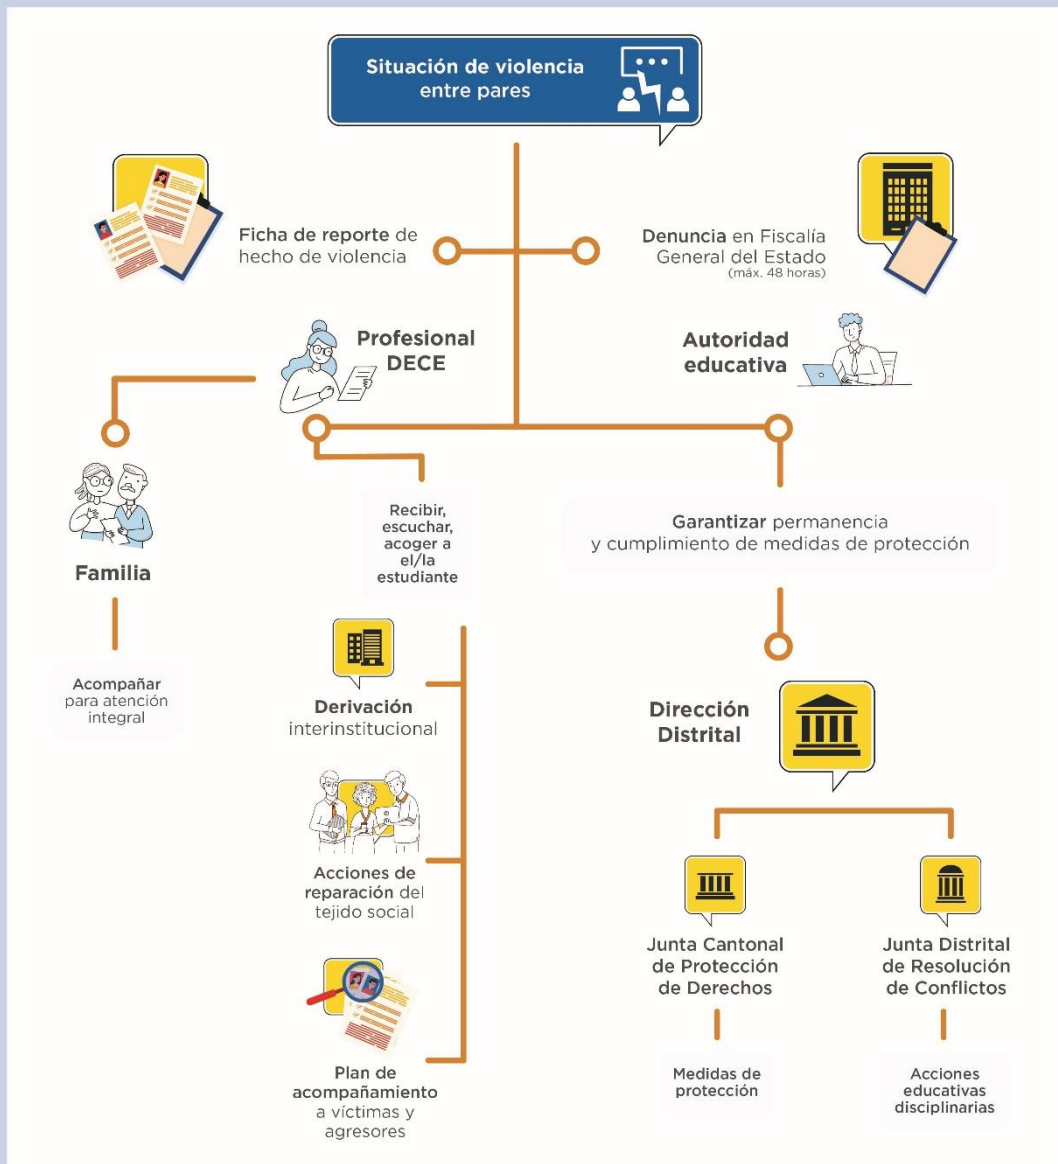 Situación de violencia
entre pares
Ficha de reporte de
hecho de violencia
Denuncia en Fiscalía
General del Estado
(máx. 48 horas)
Profesional
DECE
Autoridad
educativa
Familia
Acompañar
para atención
integral
Recibir,
escuchar,
acoger a
el/la
estudiante
Garantizar permanencia
y cumplimiento de medidas de protección
Derivación
interinstitucional
Acciones de
reparación del
tejido social
Plan de
acompañamiento
a víctimas y
agresores
Dirección
Distrital
Junta Cantonal
de Protección
de Derechos
Medidas de
protección
Junta Distrital
de Resolución
de Conflictos
Acciones
educativas
disciplinarias